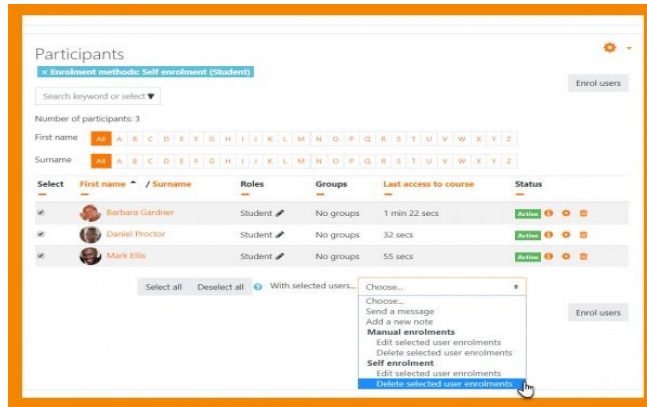 Participants
× Enrolment methods: Self enrolment (Student)
Enrol users
Search keyword or select ▼
Number of participants: 3
First name All A B C D E F G H I J K L M N O P Q R S T U V W X Y Z
Surname All A B C D E F G H I J K L M N O P Q R S T U V W X Y Z
Select First name / Surname Roles Groups Last access to course Status
Barbara Gardner Student No groups 1 min 22 secs Active
Daniel Proctor Student No groups 32 secs Active
Mark Ellis Student No groups 55 secs Active
Select all Deselect all With selected users... Choose...
Choose...
Send a message
Add a new note
Manual enrolments
Edit selected user enrolments
Delete selected user enrolments
Self enrolment
Edit selected user enrolments
Delete selected user enrolments
Enrol users